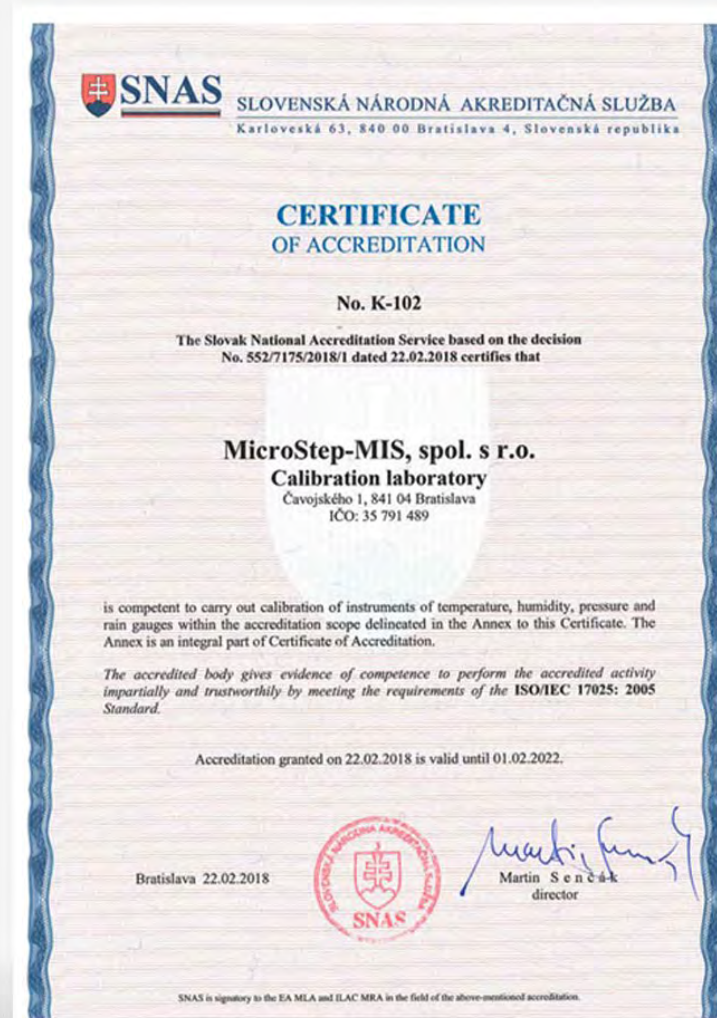 SNAS
SLOVENSKÁ NÁRODNÁ AKREDITAČNÁ SLUŽBA
Karloveská 63, 840 00 Bratislava 4, Slovenská republika
CERTIFICATE
OF ACCREDITATION
No. K-102
The Slovak National Accreditation Service based on the decision
No. 552/7175/2018/1 dated 22.02.2018 certifies that
MicroStep-MIS, spol. s r.o.
Calibration laboratory
Čavojského 1, 841 04 Bratislava
IČO: 35 791 489
is competent to carry out calibration of instruments of temperature, humidity, pressure and
rain gauges within the accreditation scope delineated in the Annex to this Certificate. The
Annex is an integral part of Certificate of Accreditation.
The accredited body gives evidence of competence to perform the accredited activity
impartially and trustworthily by meeting the requirements of the ISO/IEC 17025: 2005
Standard.
Accreditation granted on 22.02.2018 is valid until 01.02.2022.
Bratislava 22.02.2018
SLOVENSKÁ NÁRODNÁ AKREDITAČNÁ SLUŽBA
SNAS
Martin Senčák
director
SNAS is signatory to the EA MLA and ILAC MRA in the field of the above-mentioned accreditation.